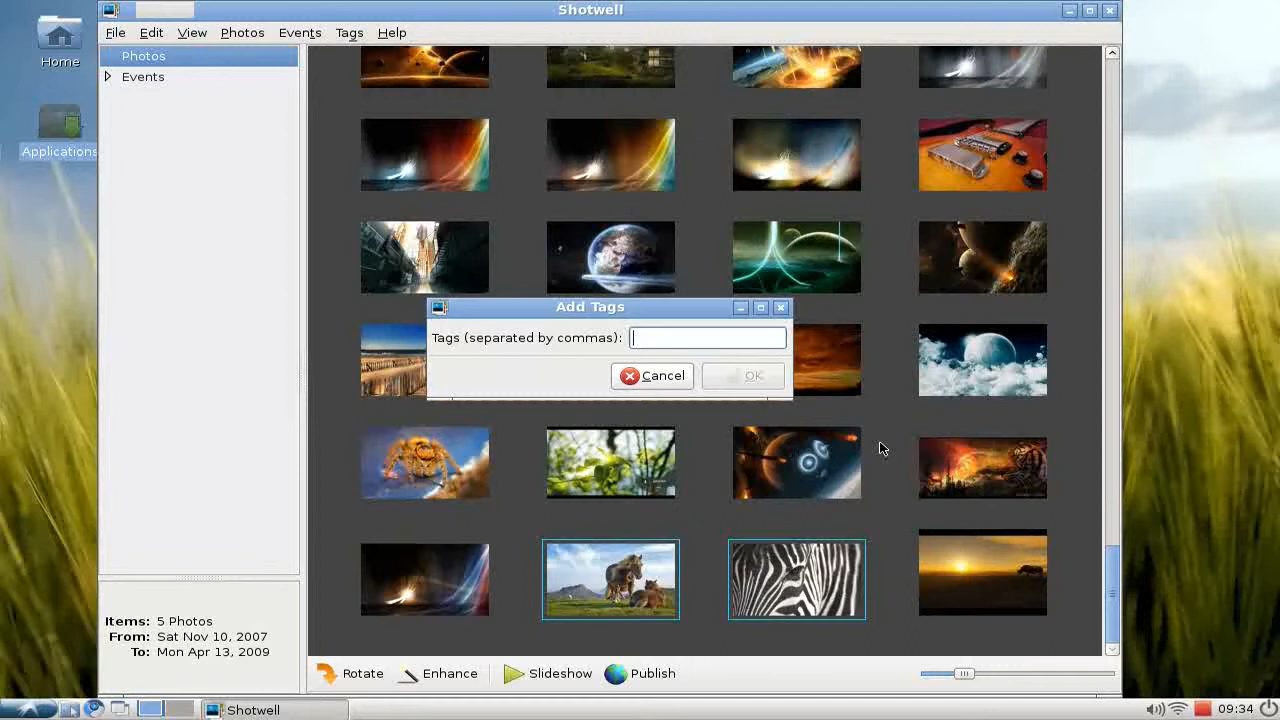 Shotwell
Home
Applications
File Edit View Photos Events Tags Help
Photos
Events
Add Tags
Tags (separated by commas):
Cancel OK
Items: 5 Photos
From: Sat Nov 10, 2007
To: Mon Apr 13, 2009
Rotate Enhance Slideshow Publish
Shotwell
09:34